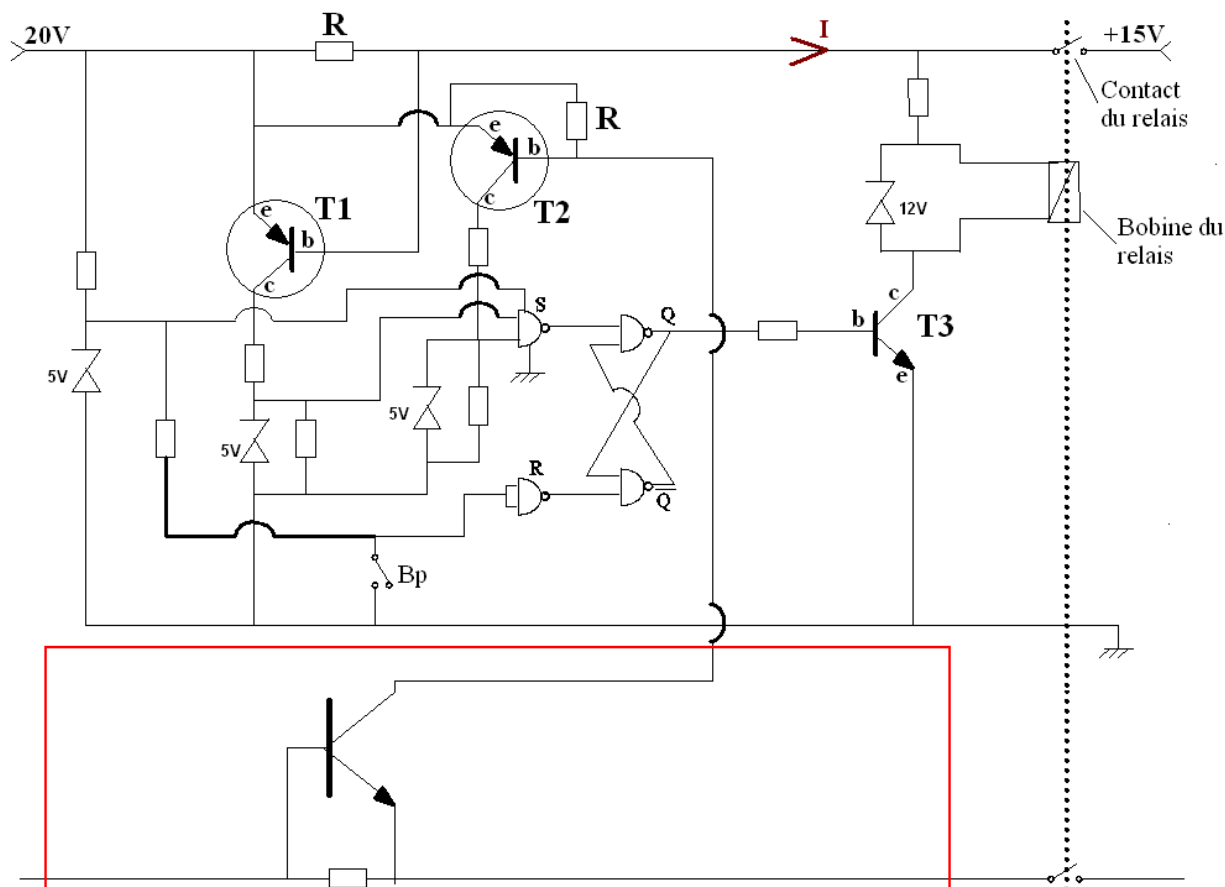 20V
R
I
+15V
Contact
du relais
e
R
b
c
T2
e
T1
b
c
12V
Bobine du
relais
S
Q
c
b
T3
e
5V
5V
5V
R
Q
Bp